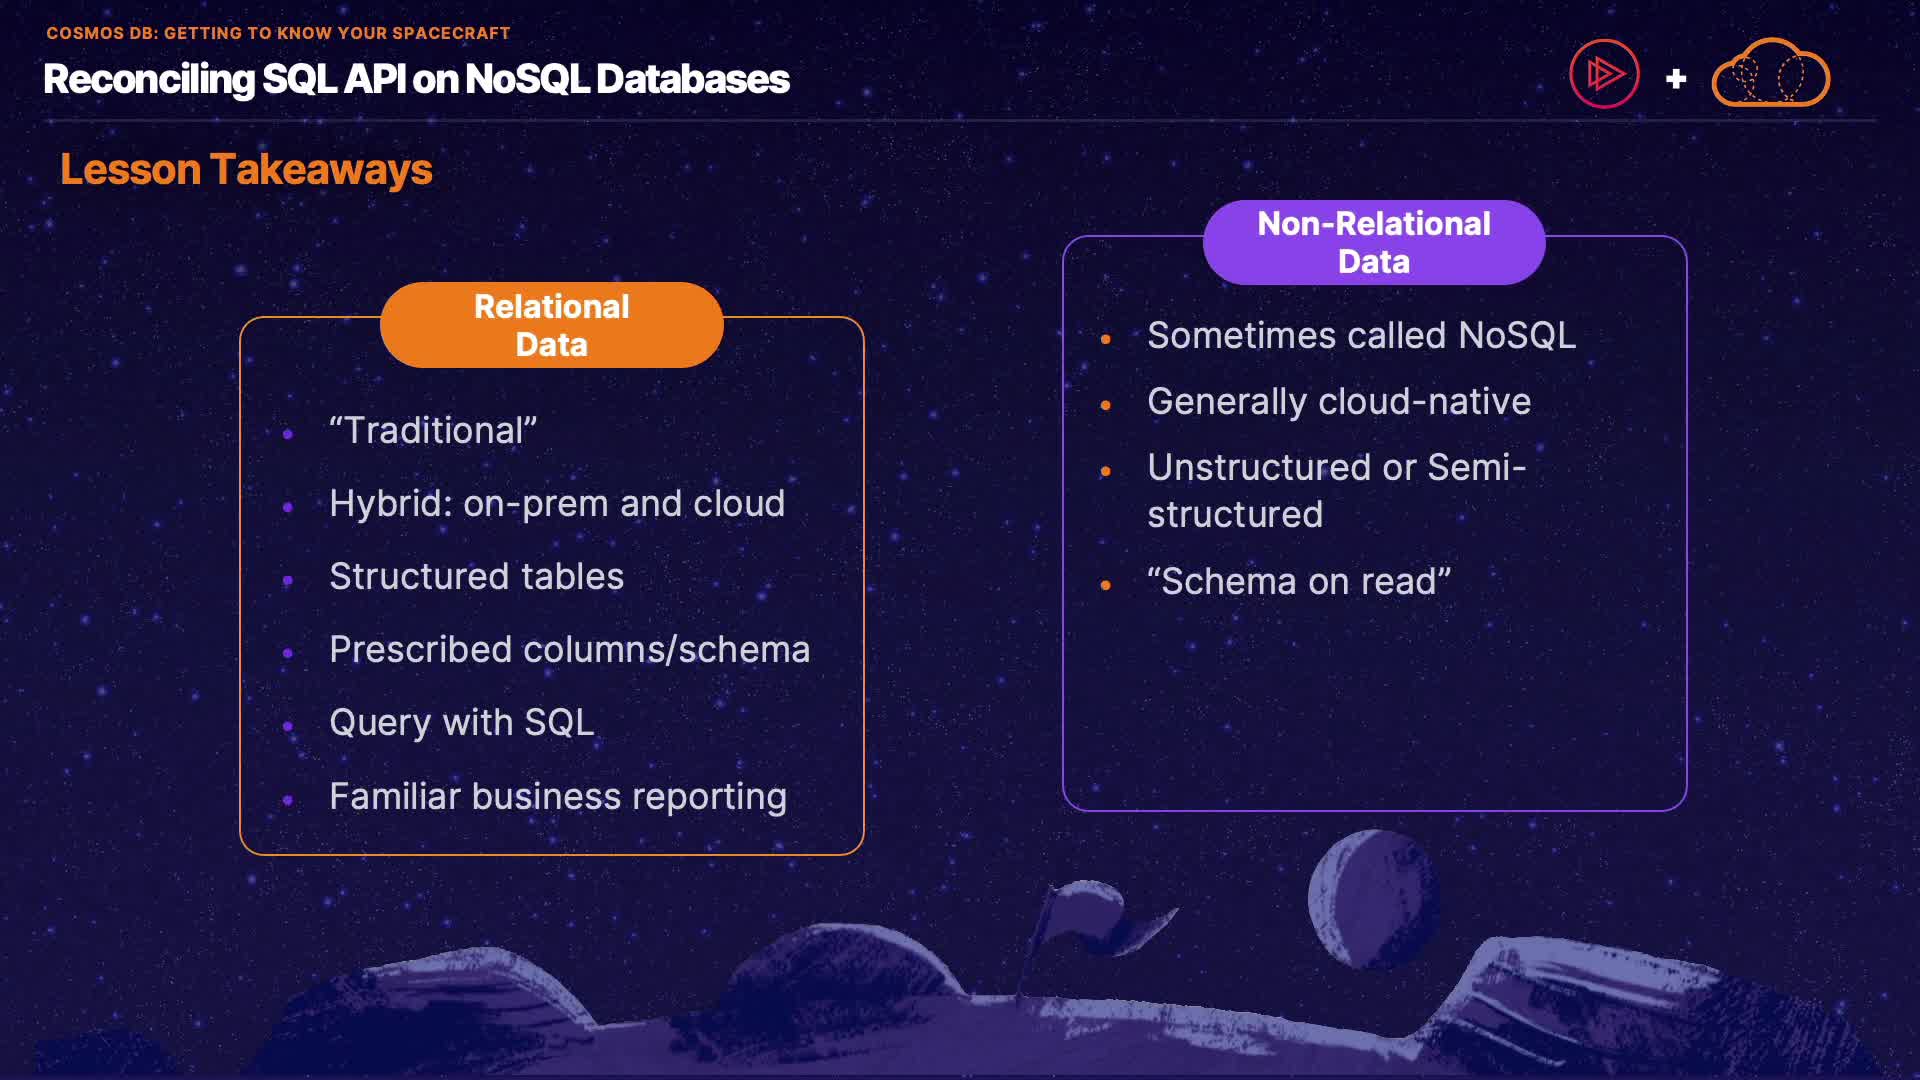 COSMOS DB: GETTING TO KNOW YOUR SPACECRAFT
Reconciling SQL API on NoSQL Databases
+
Lesson Takeaways
Relational
Data
• “Traditional”
• Hybrid: on-prem and cloud
• Structured tables
• Prescribed columns/schema
• Query with SQL
• Familiar business reporting
Non-Relational
Data
• Sometimes called NoSQL
• Generally cloud-native
• Unstructured or Semi-
structured
• “Schema on read”